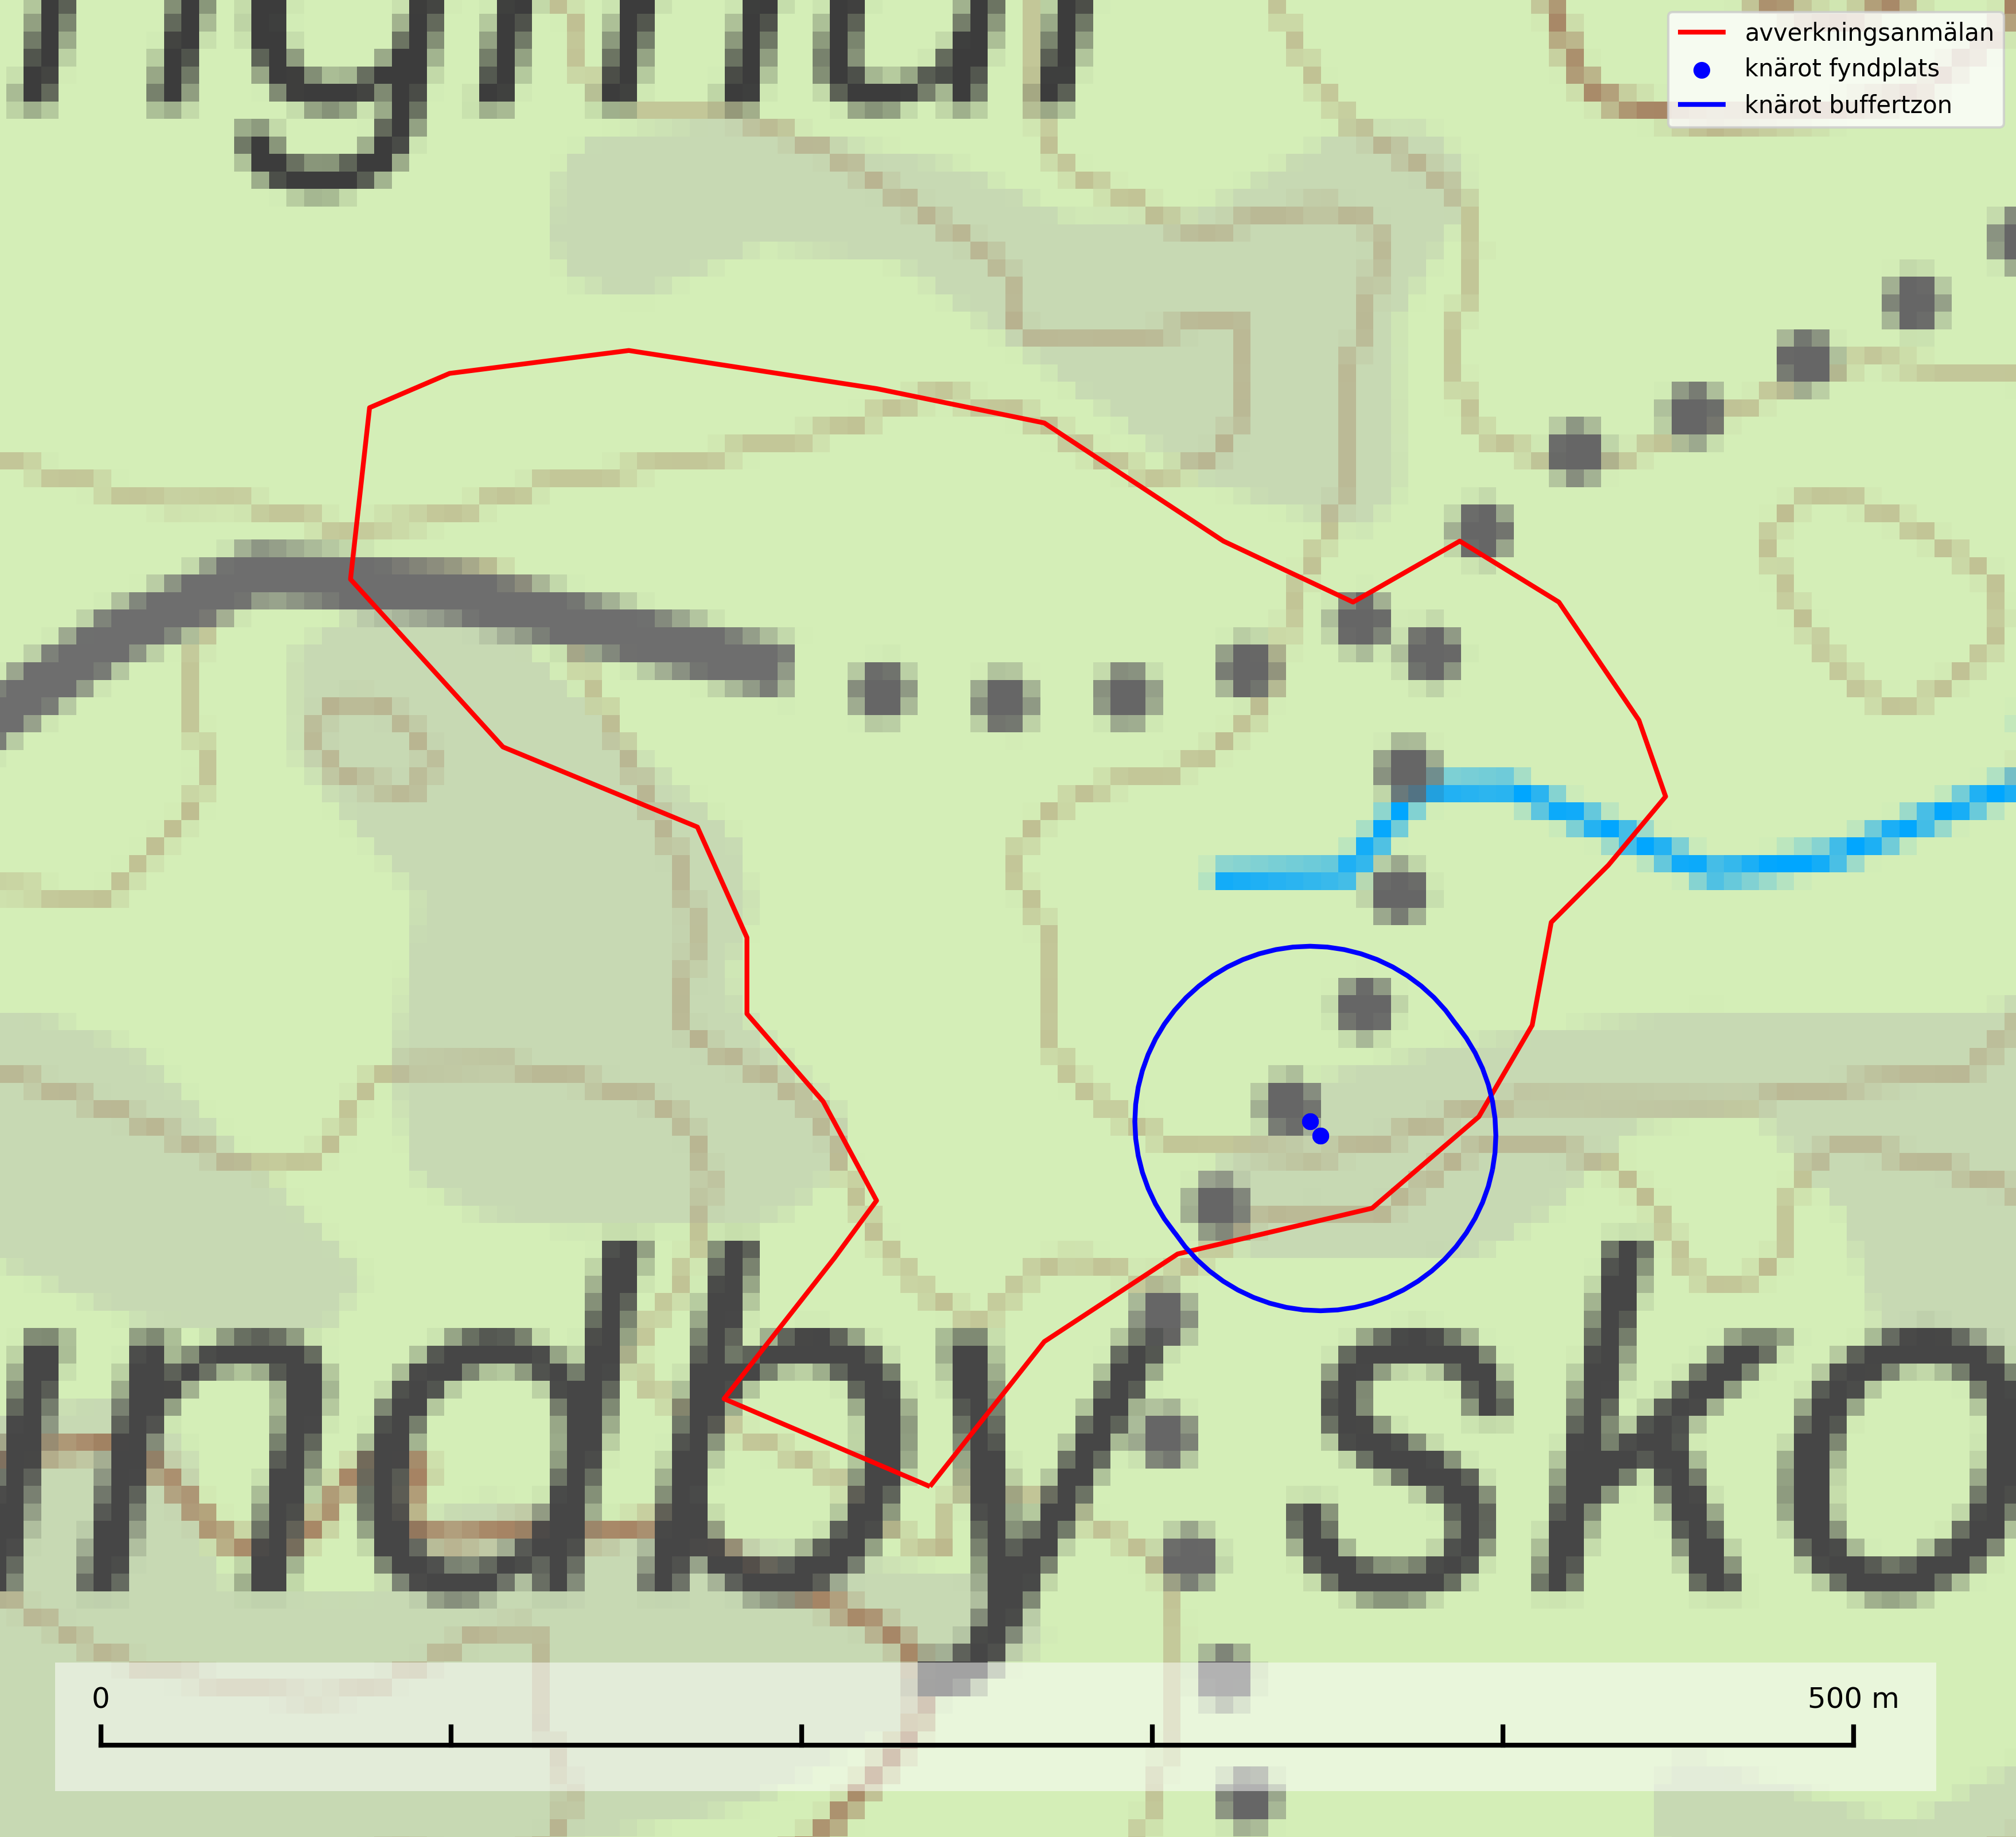 avverkningsanmälan
knärot fyndplats
knärot buffertzon
ndby sko
0 500 m